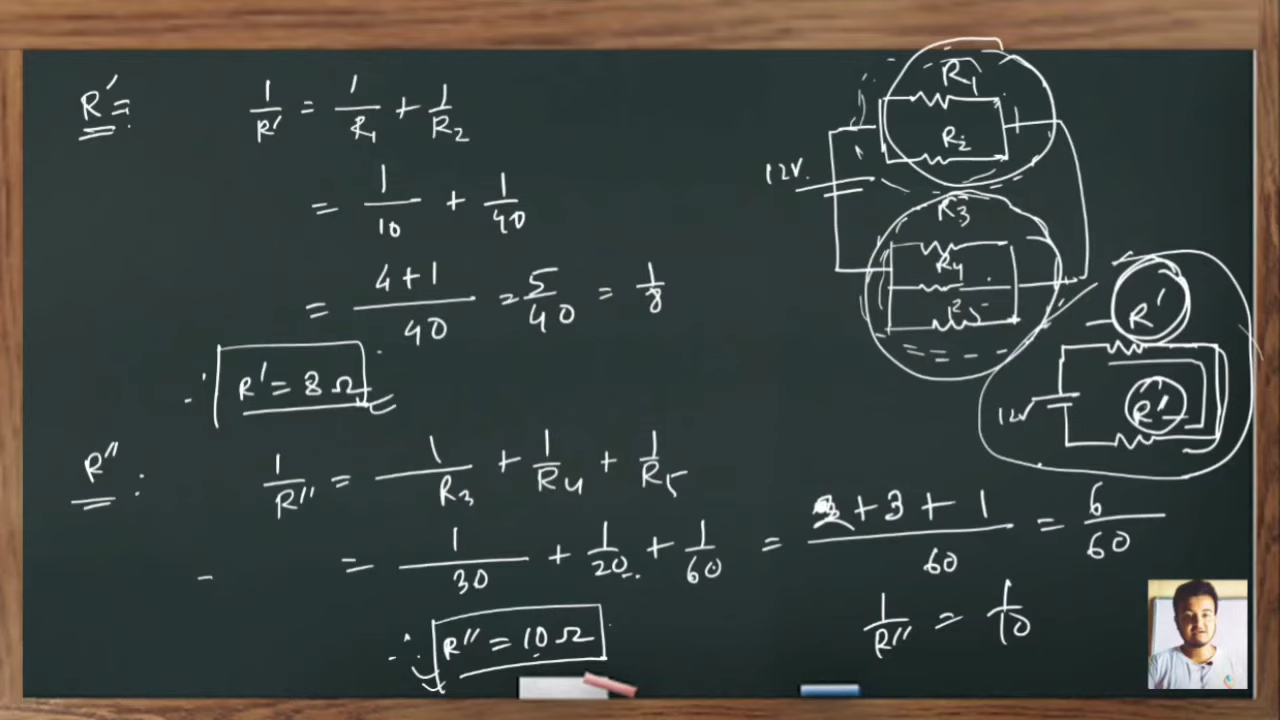 R' = :
1/R' = 1/R1 + 1/R2
= 1/10 + 1/40
= 4+1/40 = 5/40 = 1/8
∴ R' = 8 Ω
R'' :
1/R'' = 1/R3 + 1/R4 + 1/R5
= 1/30 + 1/20 + 1/60 = 2+3+1/60 = 6/60
1/R'' = 1/10
∴ R'' = 10 Ω
R1
R2
12V.
R3
R4
R'
12V
R''